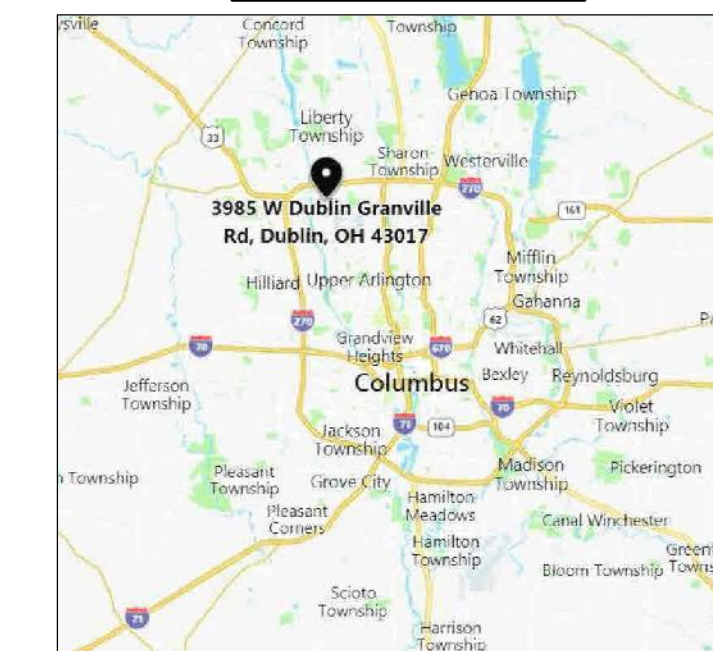 ysville
Concord
Township
Township
Genoa Township
33
Liberty
Township
Sharon
Township
Westerville
270
3985 W Dublin Granville
Rd, Dublin, OH 43017
161
Mifflin
Township
Hilliard
Upper Arlington
Gahanna
270
62
70
Grandview
Heights
670
Whitehall
Columbus
Bexley
Reynoldsburg
Jefferson
Township
70
Violet
Township
71
104
Jackson
Township
Madison
Township
Pickerington
n Township
Pleasant
Township
Grove City
Hamilton
Meadows
Pleasant
Corners
Canal Winchester
Hamilton
Township
Green
Towns
Bloom Township
Scioto
Township
71
Harrison
Township